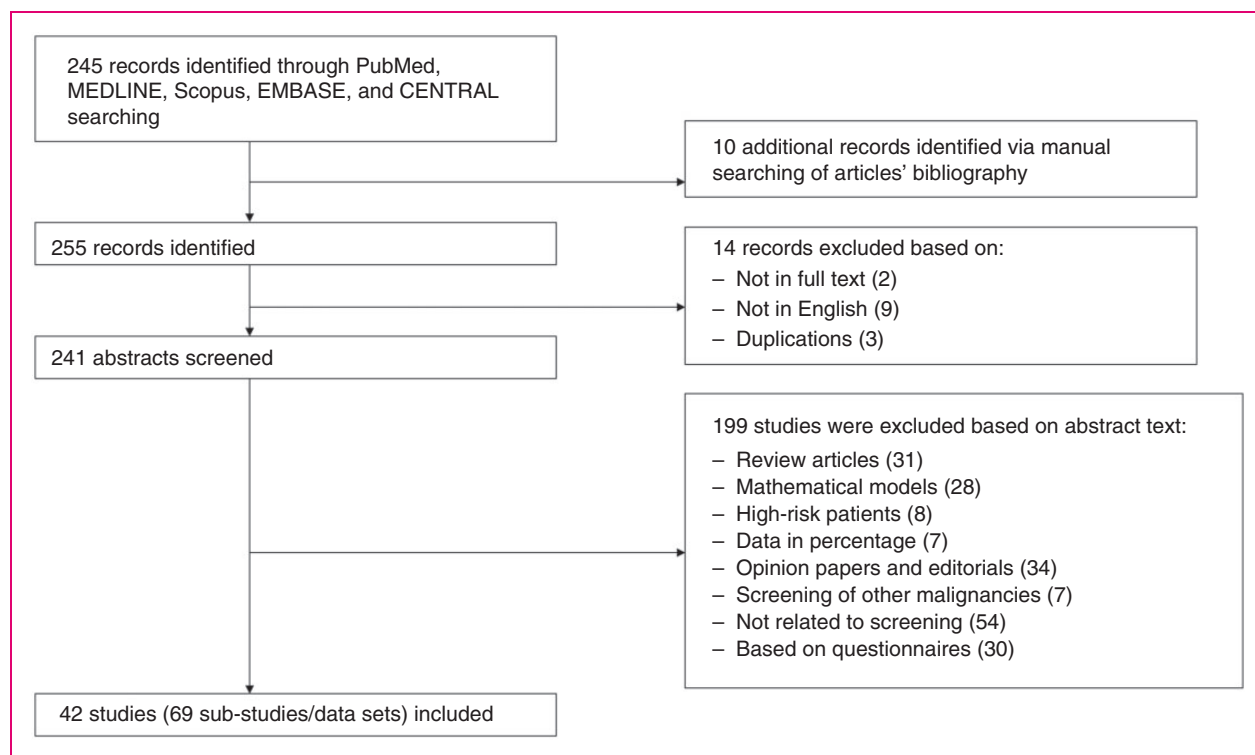 245 records identified through PubMed,
MEDLINE, Scopus, EMBASE, and CENTRAL
searching
10 additional records identified via manual
searching of articles’ bibliography
255 records identified
14 records excluded based on:
– Not in full text (2)
– Not in English (9)
– Duplications (3)
241 abstracts screened
199 studies were excluded based on abstract text:
– Review articles (31)
– Mathematical models (28)
– High-risk patients (8)
– Data in percentage (7)
– Opinion papers and editorials (34)
– Screening of other malignancies (7)
– Not related to screening (54)
– Based on questionnaires (30)
42 studies (69 sub-studies/data sets) included